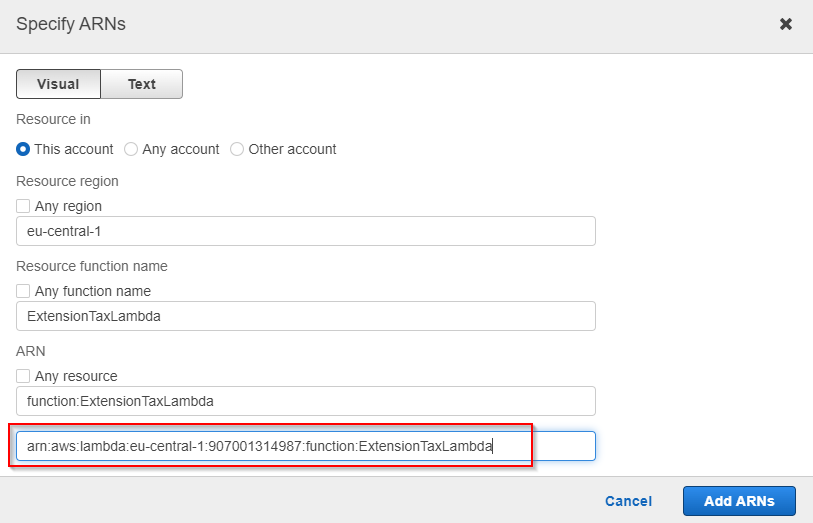 Specify ARNs
Visual Text
Resource in
This account Any account Other account
Resource region
Any region
eu-central-1
Resource function name
Any function name
ExtensionTaxLambda
ARN
Any resource
function:ExtensionTaxLambda
arn:aws:lambda:eu-central-1:907001314987:function:ExtensionTaxLambda
Cancel Add ARNs